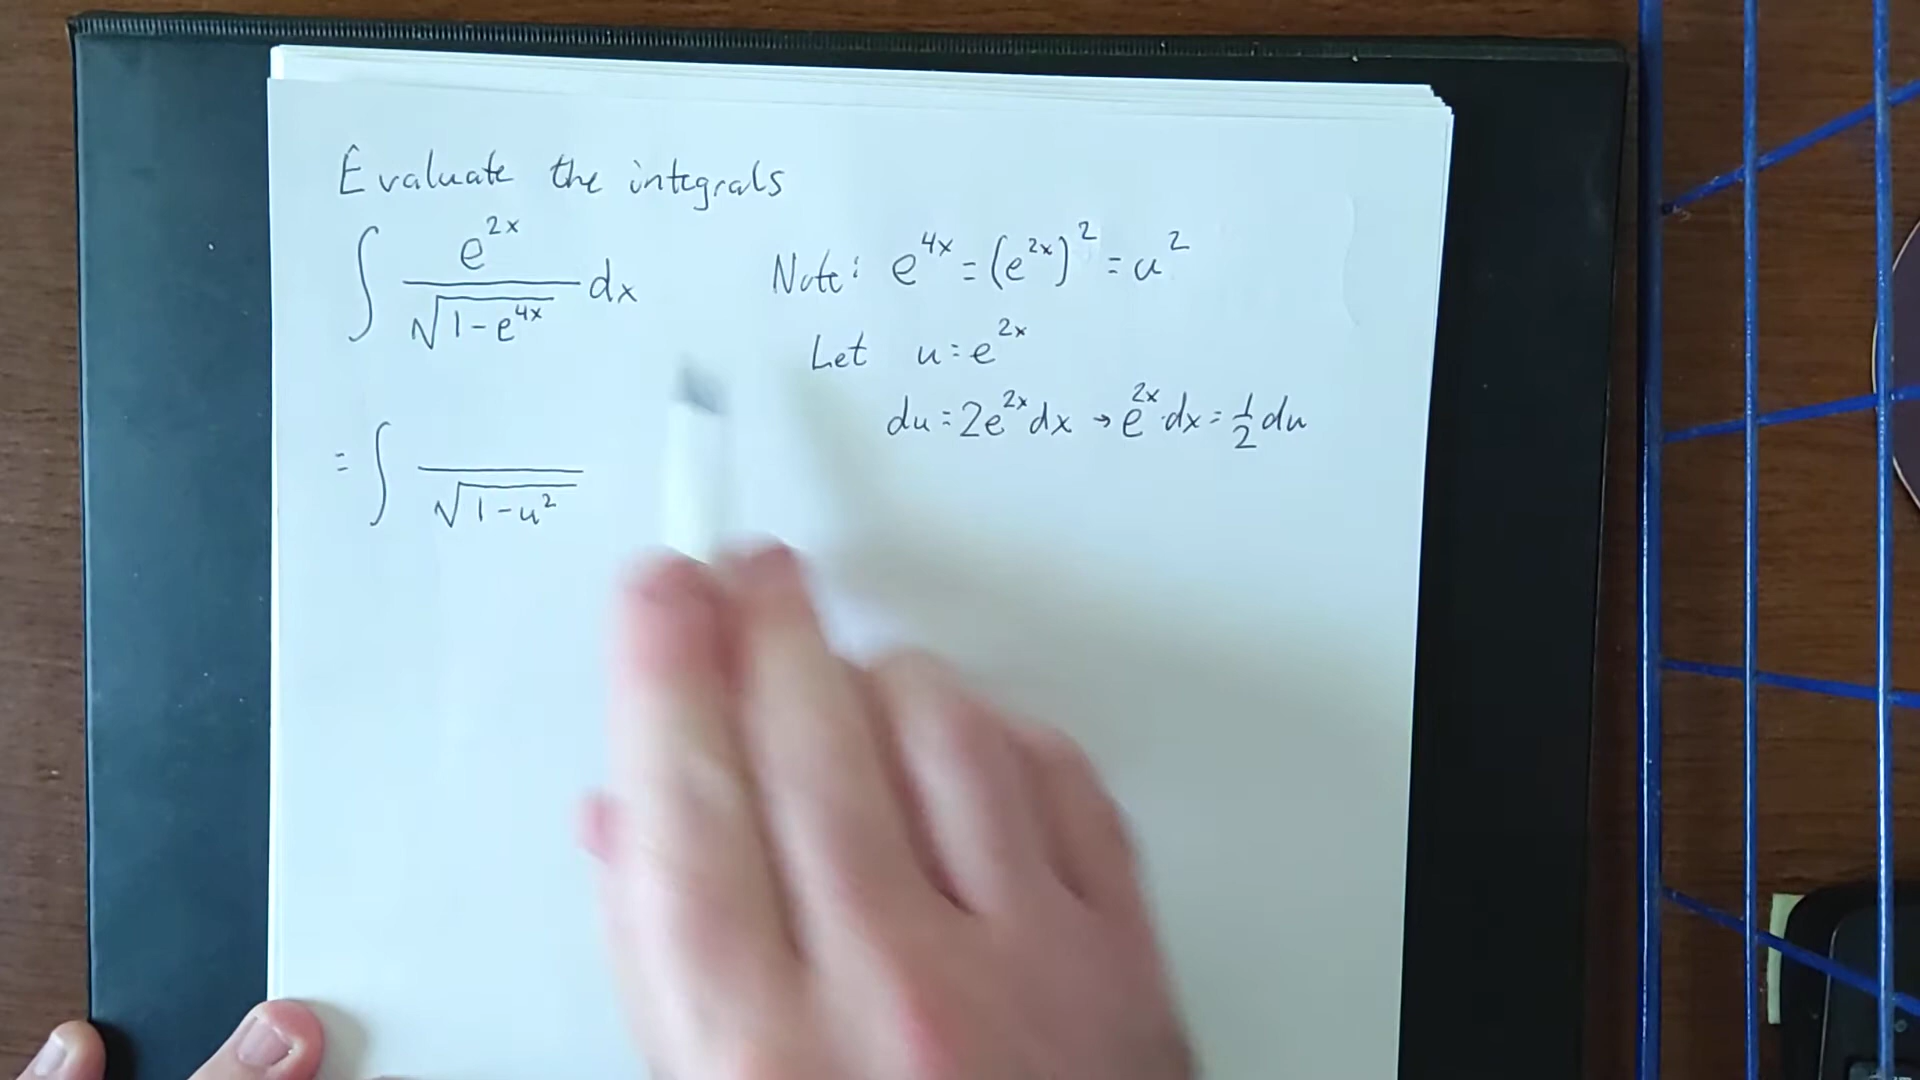 Evaluate the integrals
∫ e^{2x} / √(1-e^{4x}) dx
Note: e^{4x} = (e^{2x})^2 = u^2
Let u = e^{2x}
du = 2e^{2x} dx → e^{2x}·dx = 1/2 du
= ∫ / √(1-u^2)